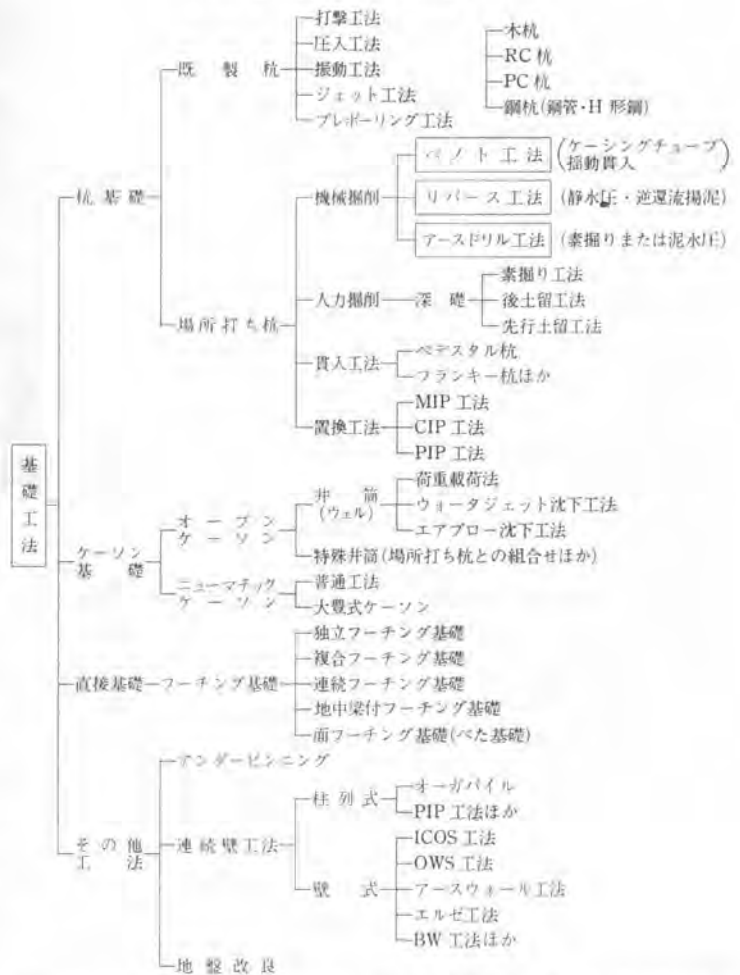 打撃工法
圧入工法
既製杭
振動工法
ジェット工法
プレボーリング工法
木杭
RC杭
PC杭
鋼杭(鋼管・H形鋼)
杭基礎
機械掘削
ベノト工法
(ケーシングチューブ
揺動貫入)
リバース工法
(静水圧・逆還流揚泥)
アースドリル工法
(素掘りまたは泥水圧)
場所打ち杭
人力掘削
深礎
素掘り工法
後土留工法
先行土留工法
貫入工法
ペデスタル杭
フランキー杭ほか
置換工法
MIP工法
CIP工法
PIP工法
基礎工法
ケーソン
基礎
オープン
ケーソン
井筒
(ウェル)
荷重載荷法
ウォータジェット沈下工法
エアブロー沈下工法
特殊井筒(場所打ち杭との組合せほか)
ニューマチック
ケーソン
普通工法
大豊式ケーソン
直接基礎
フーチング基礎
独立フーチング基礎
複合フーチング基礎
連続フーチング基礎
地中梁付フーチング基礎
面フーチング基礎(べた基礎)
その他
工法
アンダーピンニング
連続壁工法
柱列式
オーガパイル
PIP工法ほか
壁式
ICOS工法
OWS工法
アースウォール工法
エルゼ工法
BW工法ほか
地盤改良